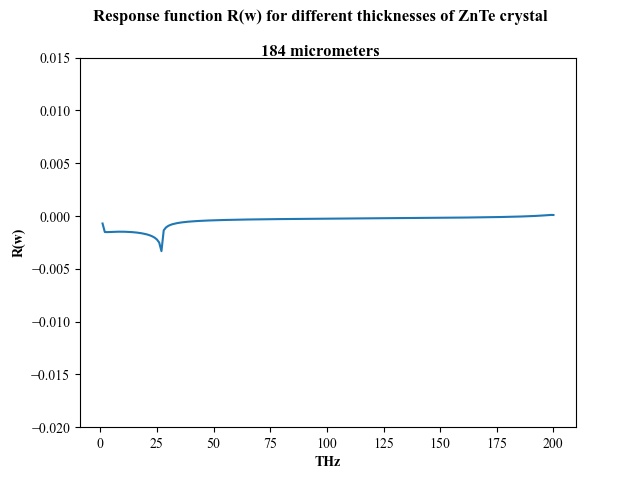 Response function R(w) for different thicknesses of ZnTe crystal
184 micrometers
0.015
0.010
0.005
0.000
−0.005
−0.010
−0.015
−0.020
R(w)
0 25 50 75 100 125 150 175 200
THz